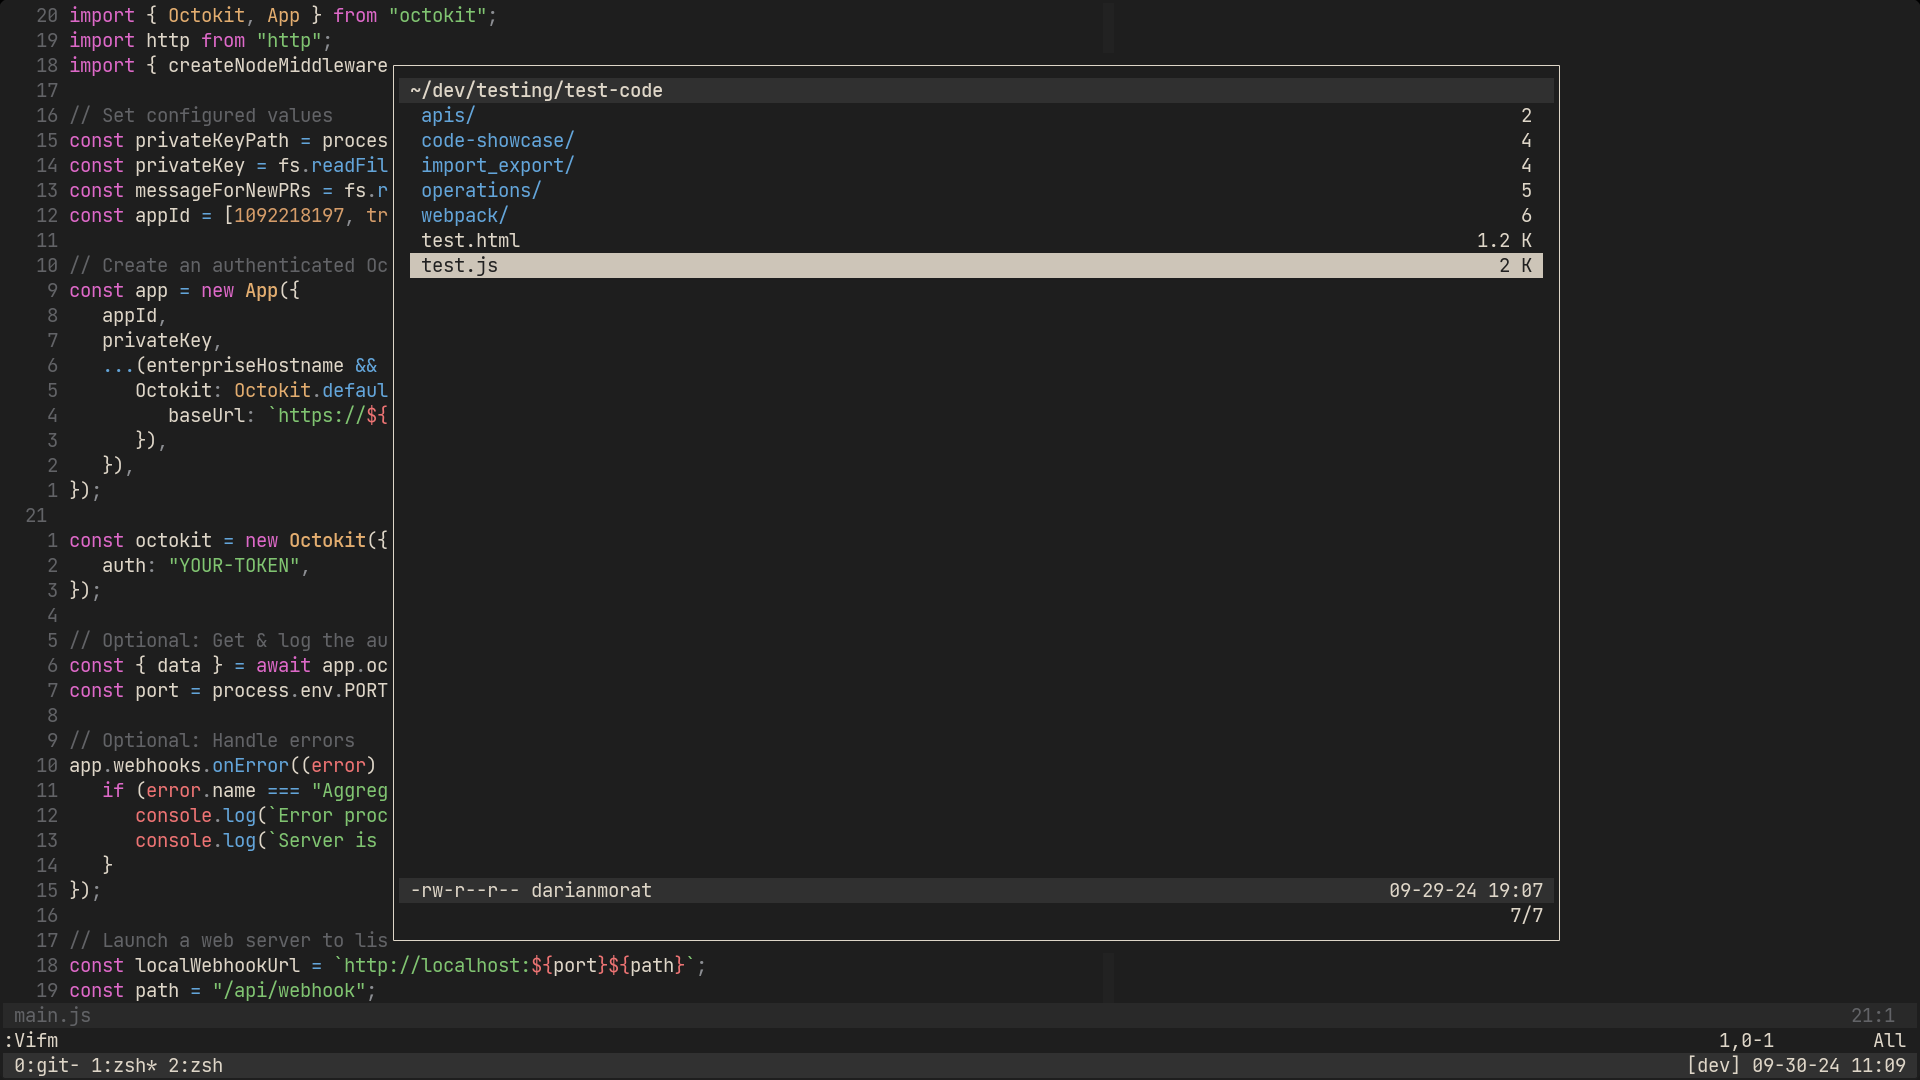 20 import { Octokit, App } from "octokit";
19 import http from "http";
18 import { createNodeMiddleware
17
16 // Set configured values
15 const privateKeyPath = proces
14 const privateKey = fs.readFil
13 const messageForNewPRs = fs.r
12 const appId = [1092218197, tr
11
10 // Create an authenticated Oc
9 const app = new App({
8 appId,
7 privateKey,
6 ...(enterpriseHostname &&
5 Octokit: Octokit.defaul
4 baseUrl: `https://${
3 }),
2 }),
1 });
21
1 const octokit = new Octokit({
2 auth: "YOUR-TOKEN",
3 });
4
5 // Optional: Get & log the au
6 const { data } = await app.oc
7 const port = process.env.PORT
8
9 // Optional: Handle errors
10 app.webhooks.onError((error)
11 if (error.name === "Aggreg
12 console.log(`Error proc
13 console.log(`Server is
14 }
15 });
16
17 // Launch a web server to lis
18 const localWebhookUrl = `http://localhost:${port}${path}`;
19 const path = "/api/webhook";
~/dev/testing/test-code
apis/ 2
code-showcase/ 4
import_export/ 4
operations/ 5
webpack/ 6
test.html 1.2 K
test.js 2 K
-rw-r--r-- darianmorat 09-29-24 19:07
7/7
main.js 21:1
:Vifm 1,0-1 All
0:git- 1:zsh* 2:zsh [dev] 09-30-24 11:09